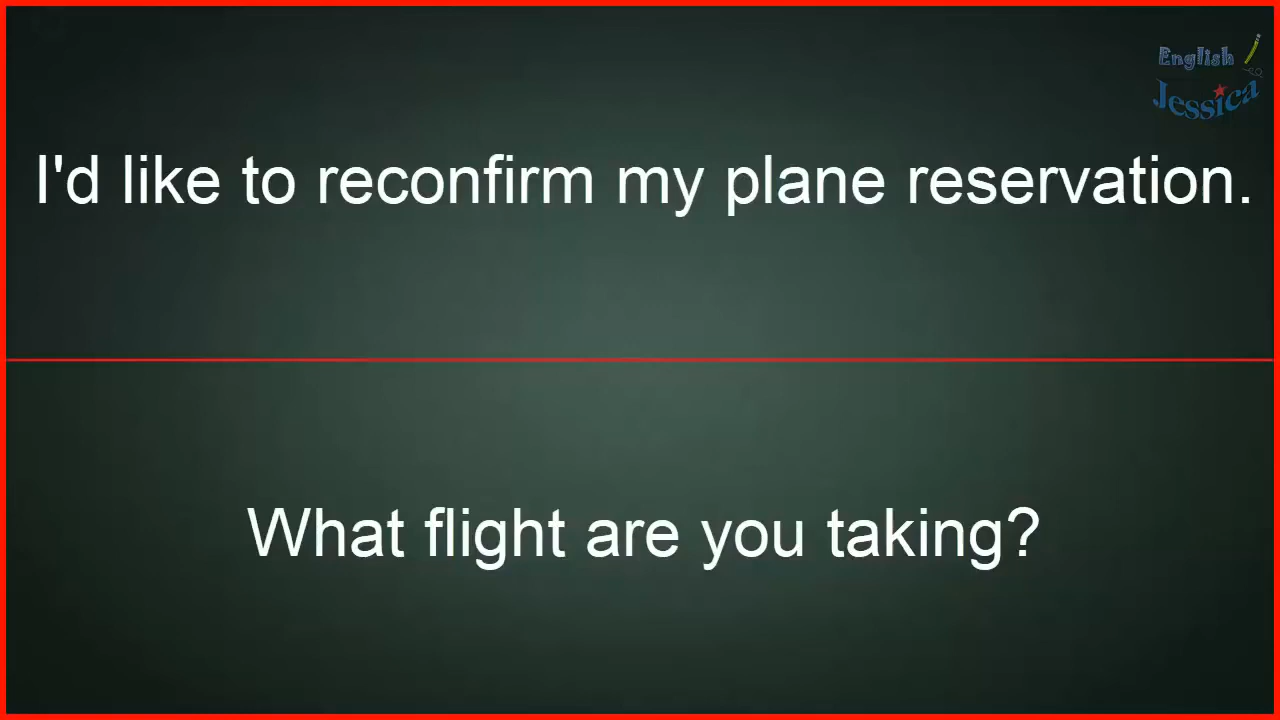 English
Jessica
I'd like to reconfirm my plane reservation.
What flight are you taking?